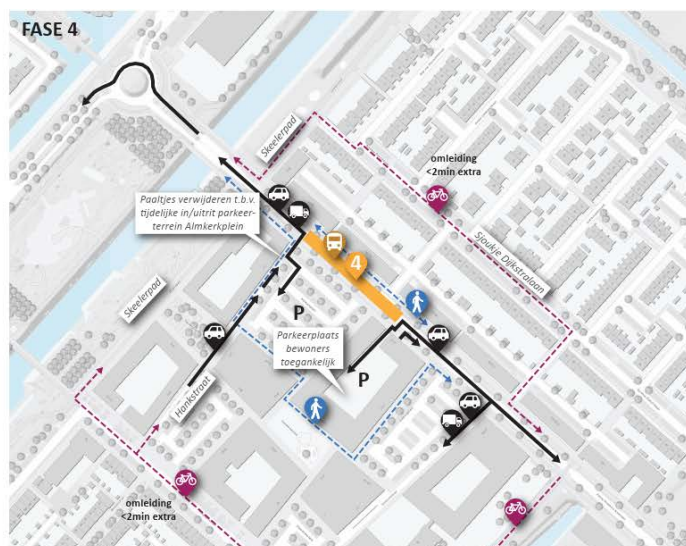 FASE 4
Skeelerpad
omleiding
<2min extra
Paaltjes verwijderen t.b.v.
tijdelijke in/uitrit parkeer-
terrein Almkerkplein
4
Sjoukje Dijkstralaan
Skeelerpad
P
Parkeerplaats
bewoners
toegankelijk
P
Hankstraat
omleiding
<2min extra